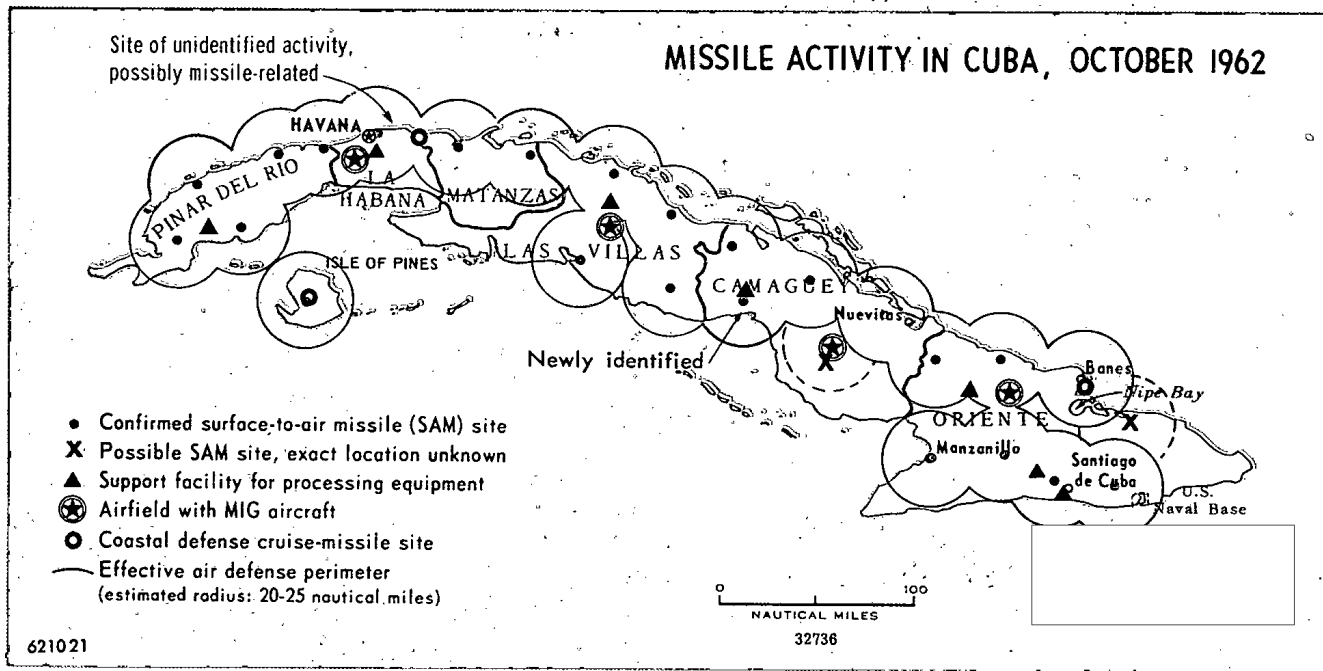 Site of unidentified activity,
possibly missile-related
MISSILE ACTIVITY IN CUBA, OCTOBER 1962
HAVANA
PINAR DEL RIO
LA
HABANA
MATANZAS
ISLE OF PINES
LAS VILLAS
CAMAGUEY
Nuevitas
Newly identified
Banes
Nipe Bay
ORIENTE
Manzanillo
Santiago
de Cuba
U.S.
Naval Base
Confirmed surface-to-air missile (SAM) site
X Possible SAM site, exact location unknown
Support facility for processing equipment
Airfield with MIG aircraft
Coastal defense cruise-missile site
Effective air defense perimeter
(estimated radius: 20-25 nautical miles)
0 100
NAUTICAL MILES
32736
621021